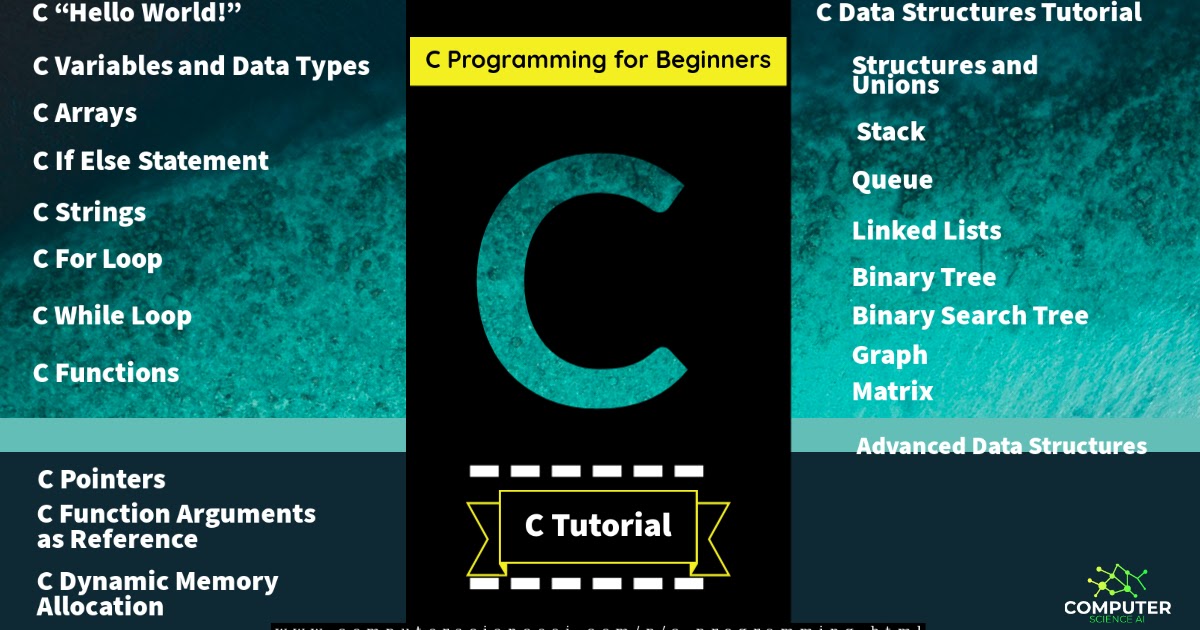 C “Hello World!”
C Variables and Data Types
C Arrays
C If Else Statement
C Strings
C For Loop
C While Loop
C Functions
C Pointers
C Function Arguments
as Reference
C Dynamic Memory
Allocation
C Programming for Beginners
C
C Tutorial
C Data Structures Tutorial
Structures and
Unions
Stack
Queue
Linked Lists
Binary Tree
Binary Search Tree
Graph
Matrix
Advanced Data Structures
COMPUTER
SCIENCE AI